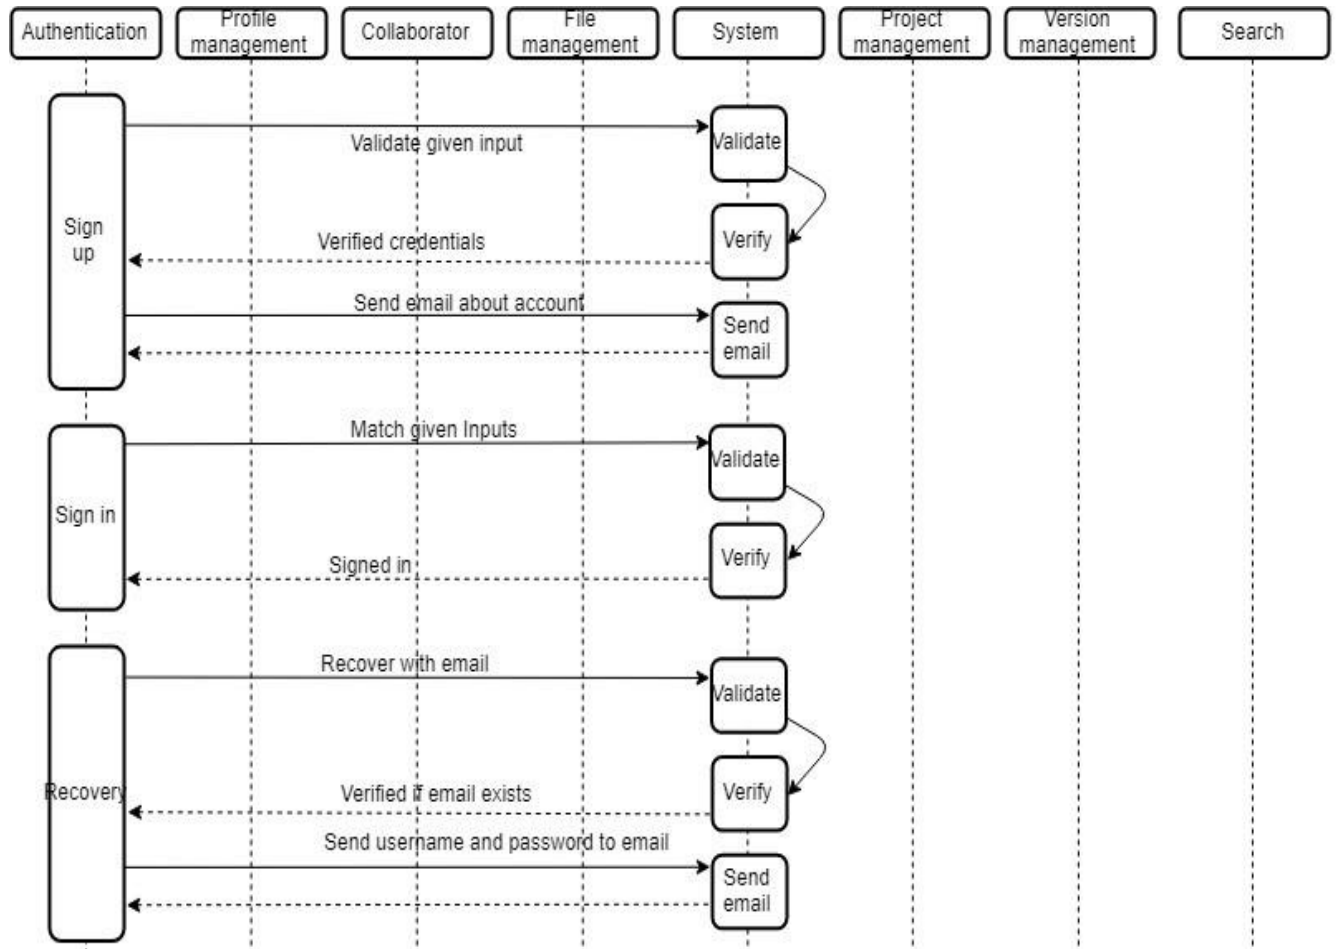 Authentication
Profile
management
Collaborator
File
management
System
Project
management
Version
management
Search
Sign
up
Validate given input
Validate
Verified credentials
Verify
Send email about account
Send
email
Match given Inputs
Validate
Sign in
Verify
Signed in
Recover with email
Validate
Recovery
Verified if email exists
Verify
Send username and password to email
Send
email